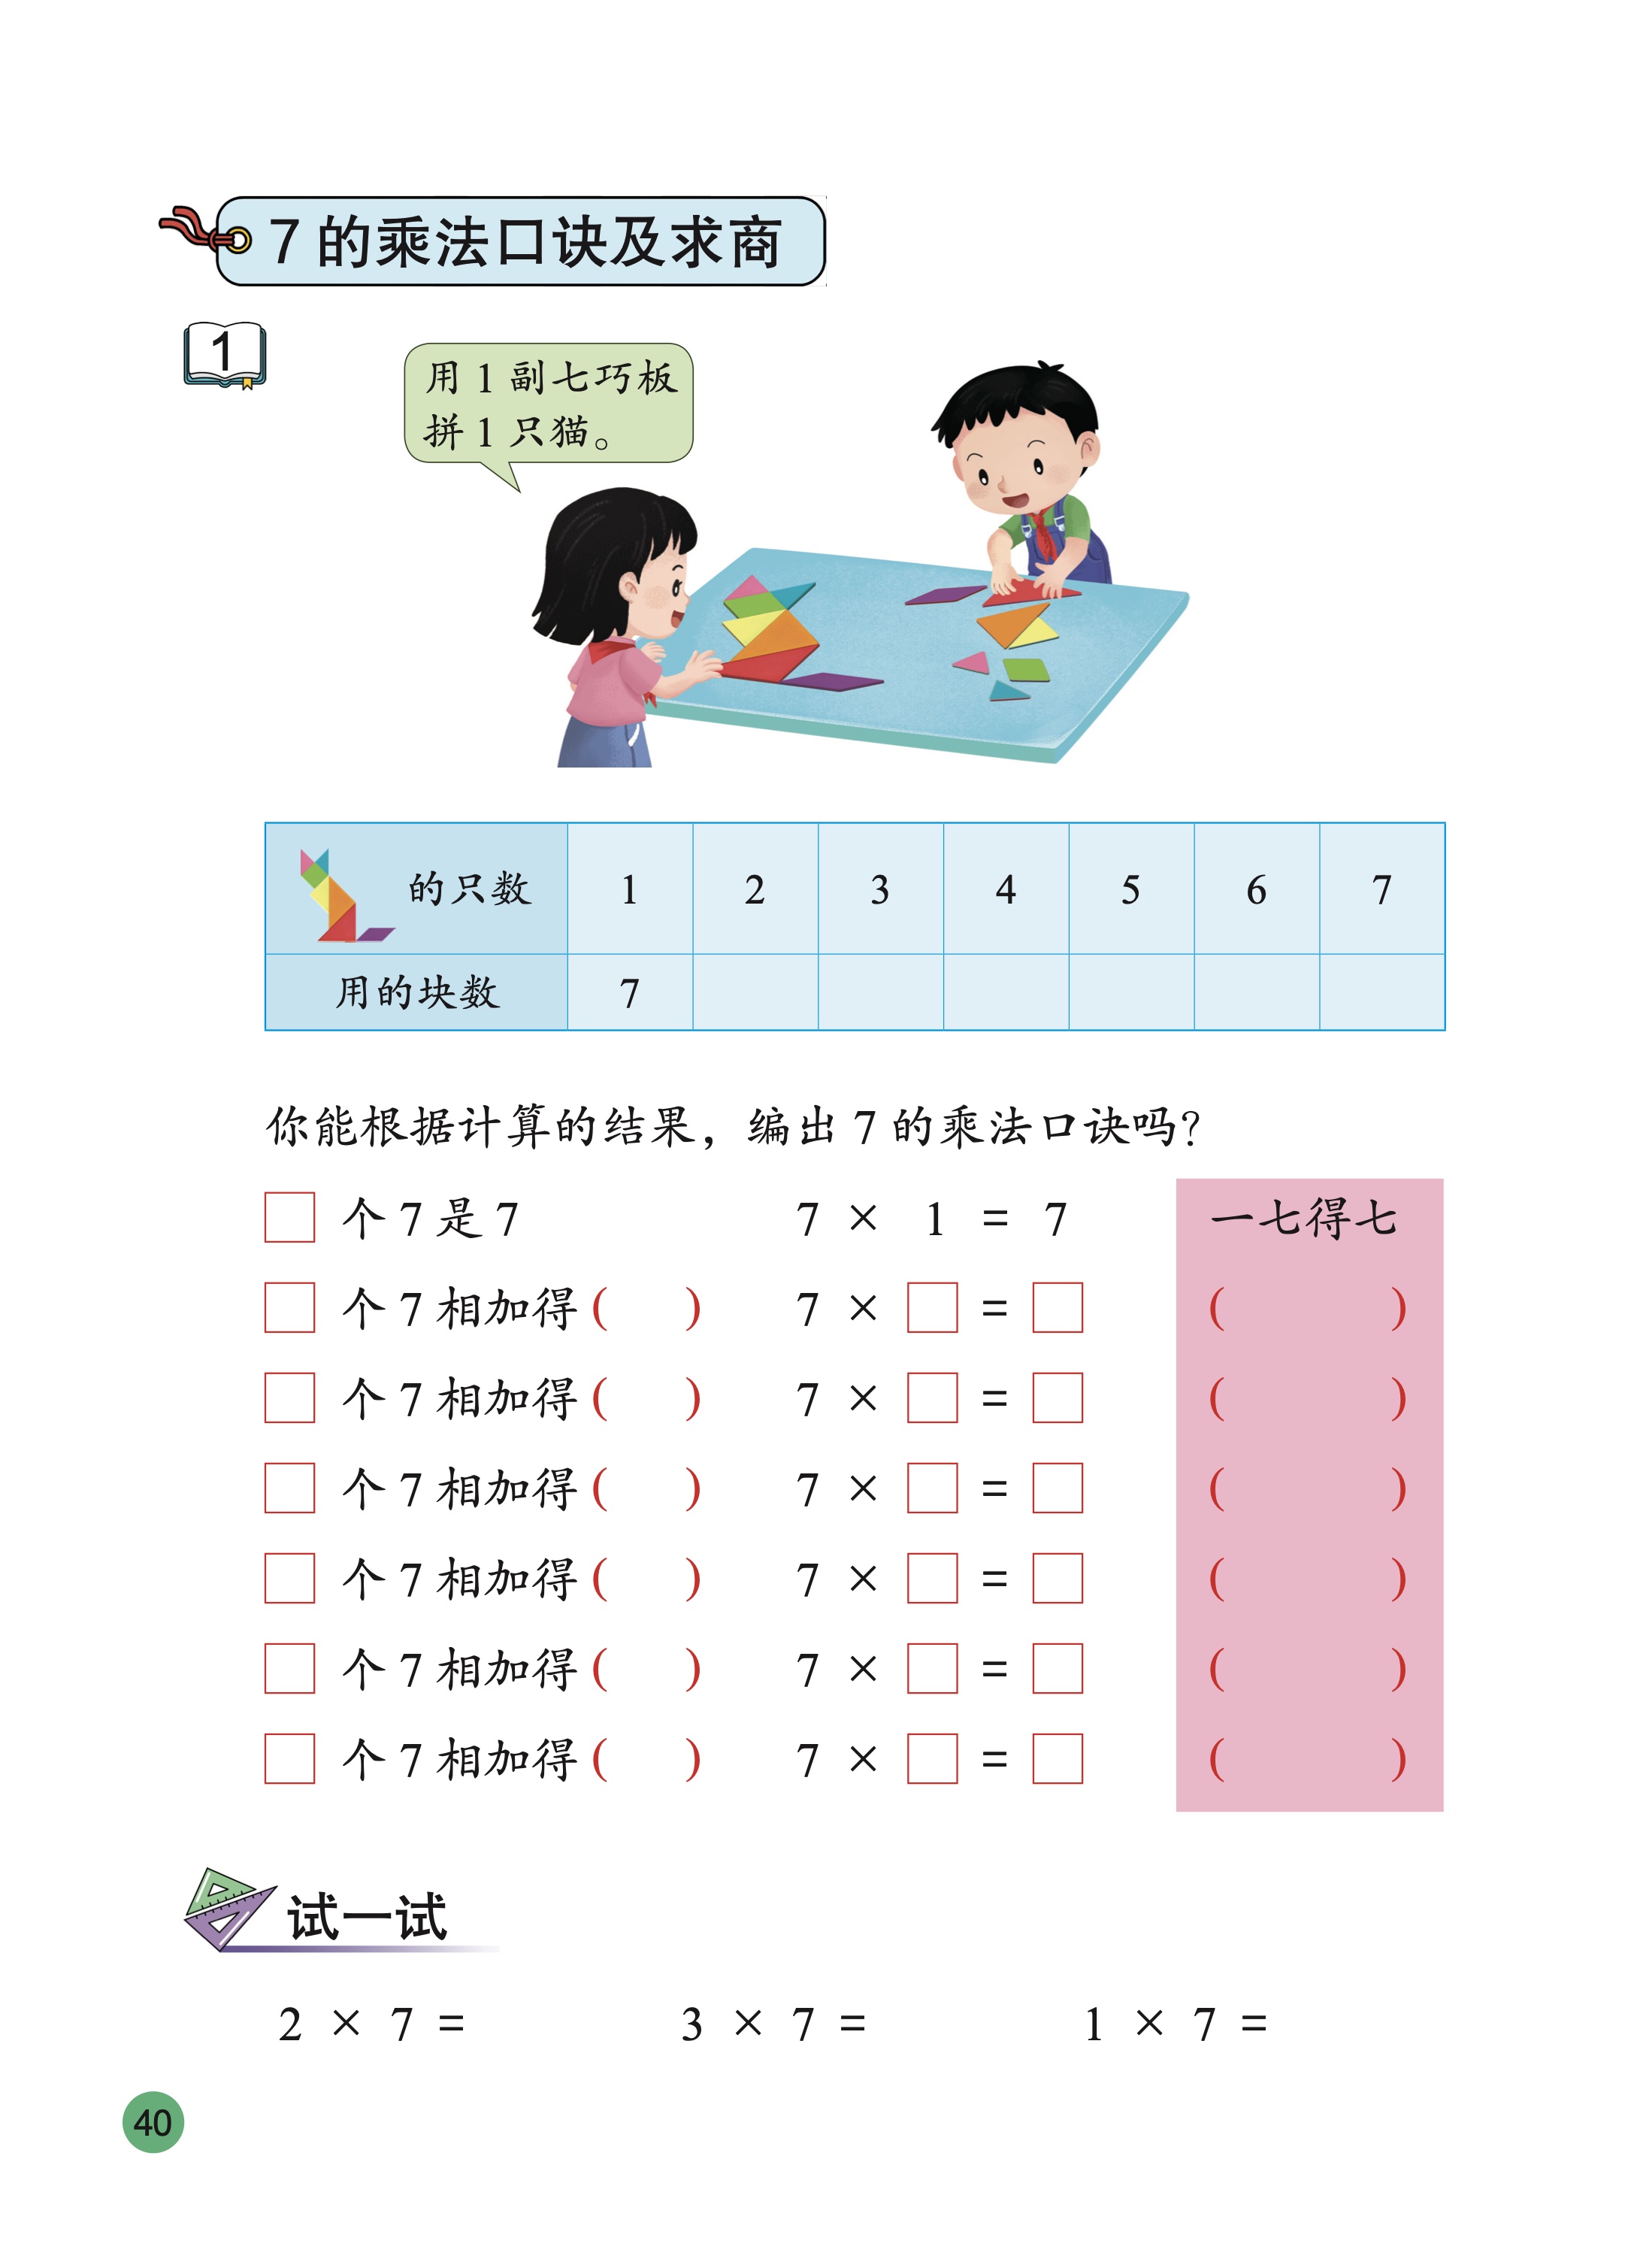 7的乘法口诀及求商
1
用1副七巧板
拼1只猫。
的只数 1 2 3 4 5 6 7
用的块数 7
你能根据计算的结果，编出7的乘法口诀吗？
□个7是7 7 × 1 = 7 一七得七
□个7相加得( ) 7 × □ = □ ( )
□个7相加得( ) 7 × □ = □ ( )
□个7相加得( ) 7 × □ = □ ( )
□个7相加得( ) 7 × □ = □ ( )
□个7相加得( ) 7 × □ = □ ( )
□个7相加得( ) 7 × □ = □ ( )
试一试
2 × 7 = 3 × 7 = 1 × 7 =
40